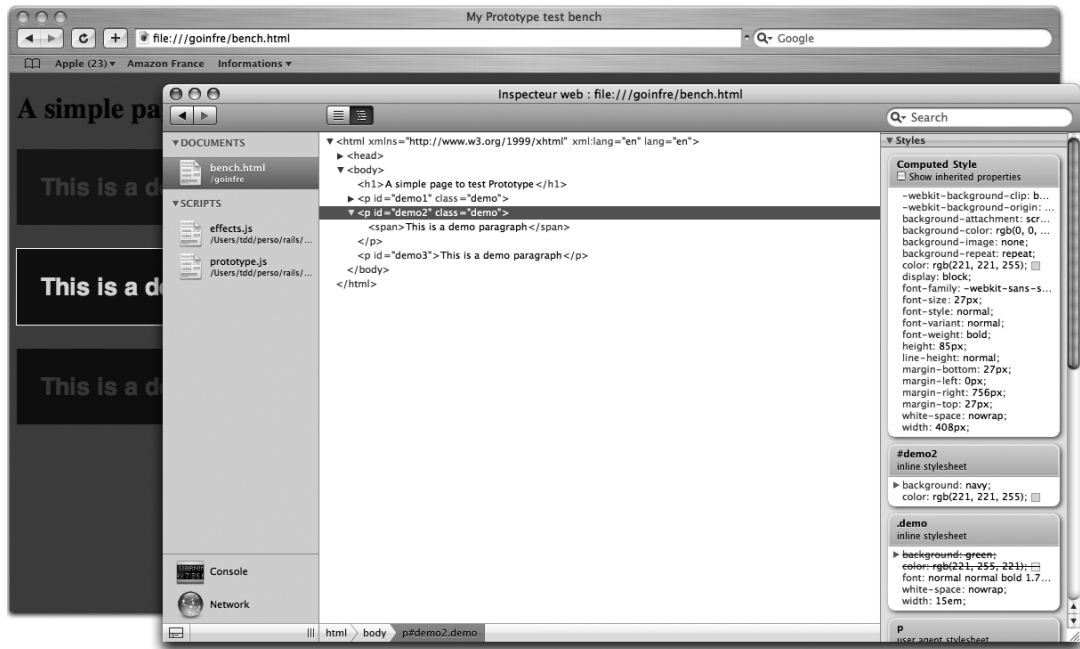 My Prototype test bench
file:///goinfre/bench.html
Google
Apple (23)
Amazon France
Informations
A simple pa
This is a de
This is a de
This is a de
Inspecteur web : file:///goinfre/bench.html
Search
DOCUMENTS
bench.html
/goinfre
SCRIPTS
effects.js
/Users/tdd/perso/rails/...
prototype.js
/Users/tdd/perso/rails/...
Console
Network
<html xmlns="http://www.w3.org/1999/xhtml" xml:lang="en" lang="en">
<head>
<body>
<h1>A simple page to test Prototype</h1>
<p id="demo1" class="demo">
<p id="demo2" class="demo">
<span>This is a demo paragraph</span>
</p>
<p id="demo3">This is a demo paragraph</p>
</body>
</html>
html
body
p#demo2.demo
Styles
Computed Style
Show inherited properties
-webkit-background-clip: b...
-webkit-background-origin: ...
background-attachment: scr...
background-color: rgb(0, 0, ...
background-image: none;
background-repeat: repeat;
color: rgb(221, 221, 255);
display: block;
font-family: -webkit-sans-s...
font-size: 27px;
font-style: normal;
font-variant: normal;
font-weight: bold;
height: 85px;
line-height: normal;
margin-bottom: 27px;
margin-left: 0px;
margin-right: 756px;
margin-top: 27px;
white-space: nowrap;
width: 408px;
#demo2
inline stylesheet
background: navy;
color: rgb(221, 221, 255);
.demo
inline stylesheet
background: green;
color: rgb(221, 255, 221);
font: normal normal bold 1.7...
white-space: nowrap;
width: 15em;
p
user agent stylesheet